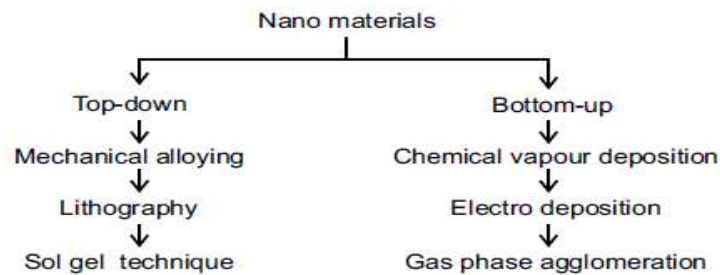 Nano materials
Top-down
Bottom-up
Mechanical alloying
Chemical vapour deposition
Lithography
Electro deposition
Sol gel technique
Gas phase agglomeration